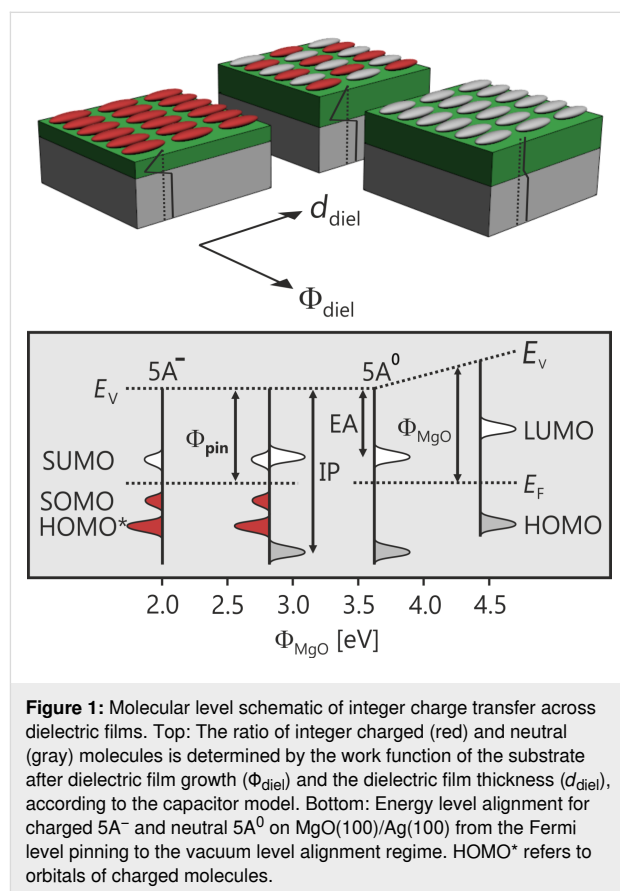 d_diel
Φ_diel
5A⁻ 5A⁰ E_V
E_V
Φ_pin EA Φ_MgO
SUMO LUMO
IP
SOMO E_F
HOMO* HOMO
2.0 2.5 3.0 3.5 4.0 4.5
Φ_MgO [eV]
Figure 1: Molecular level schematic of integer charge transfer across
dielectric films. Top: The ratio of integer charged (red) and neutral
(gray) molecules is determined by the work function of the substrate
after dielectric film growth (Φ_diel) and the dielectric film thickness (d_diel),
according to the capacitor model. Bottom: Energy level alignment for
charged 5A⁻ and neutral 5A⁰ on MgO(100)/Ag(100) from the Fermi
level pinning to the vacuum level alignment regime. HOMO* refers to
orbitals of charged molecules.